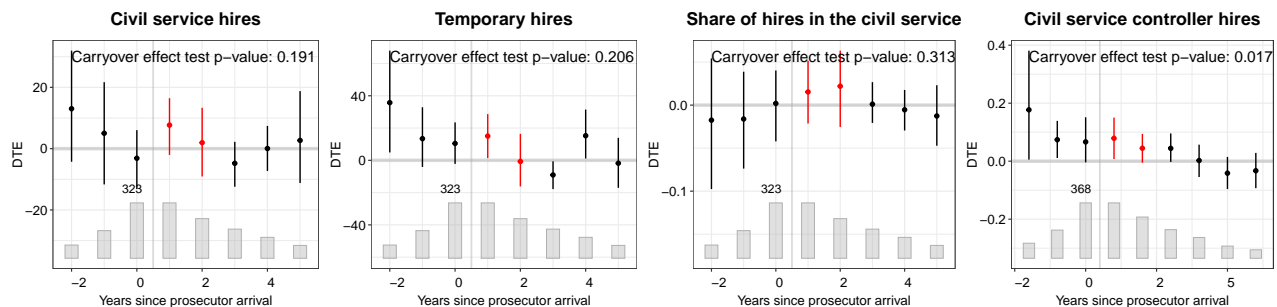 Civil service hires
Carryover effect test p−value: 0.191
20
0
−20
DTE
323
−2
0
2
4
Years since prosecutor arrival
Temporary hires
Carryover effect test p−value: 0.206
40
0
−40
DTE
323
−2
0
2
4
Years since prosecutor arrival
Share of hires in the civil service
Carryover effect test p−value: 0.313
0.0
−0.1
DTE
323
−2
0
2
4
Years since prosecutor arrival
Civil service controller hires
Carryover effect test p−value: 0.017
0.4
0.2
0.0
−0.2
DTE
368
−2
0
2
5
Years since prosecutor arrival